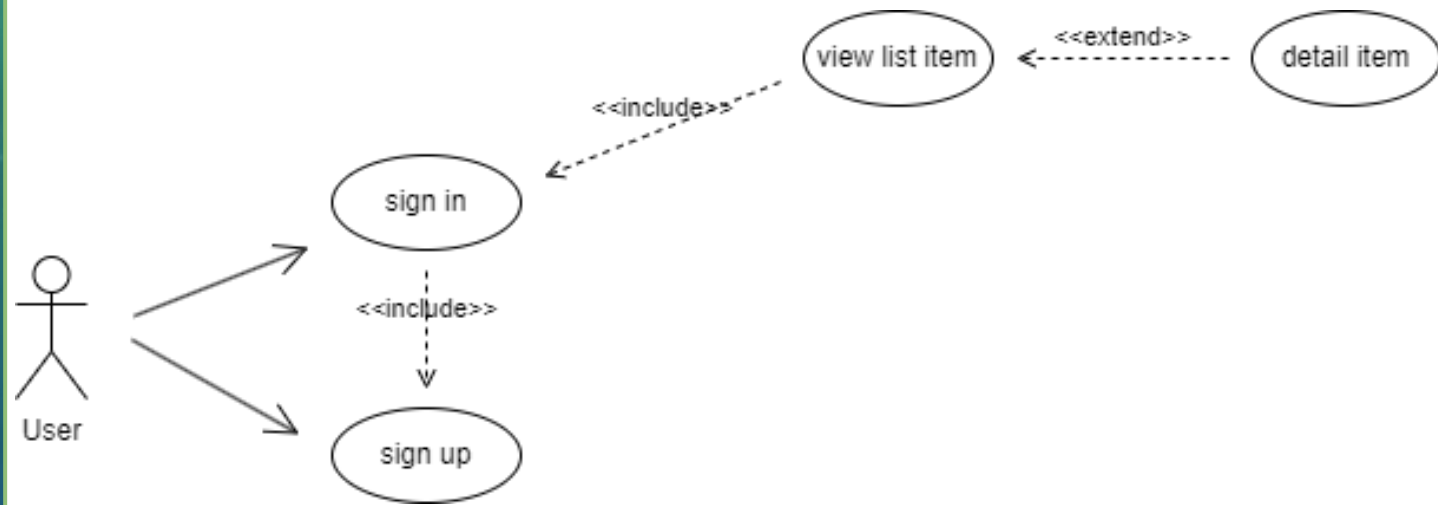 <<extend>>
view list item
detail item
<<include>>
sign in
<<include>>
User
sign up